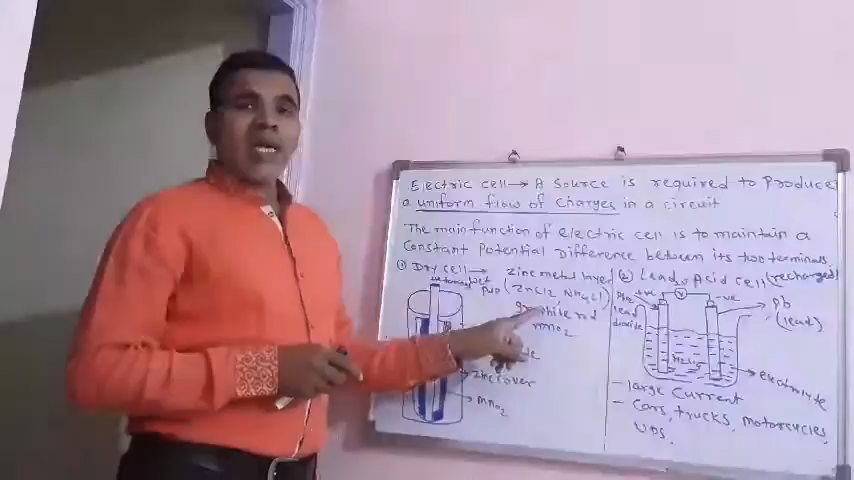 Electric cell → A source is required to Produce
a uniform flow of charges in a circuit
The main function of electric cell is to maintain a
Constant Potential Difference between its two terminals.
① Dry cell → zinc metal layer
(ZnCl2, NH4Cl)
graphite rod
MnO2
zinc cover
MnO2
② Lead Acid cell (recharged)
PbO2 +ve V -ve
lead
dioxide
Pb
(lead)
electrolyte
- large current
- Cars, trucks, motorcycles,
UPS.